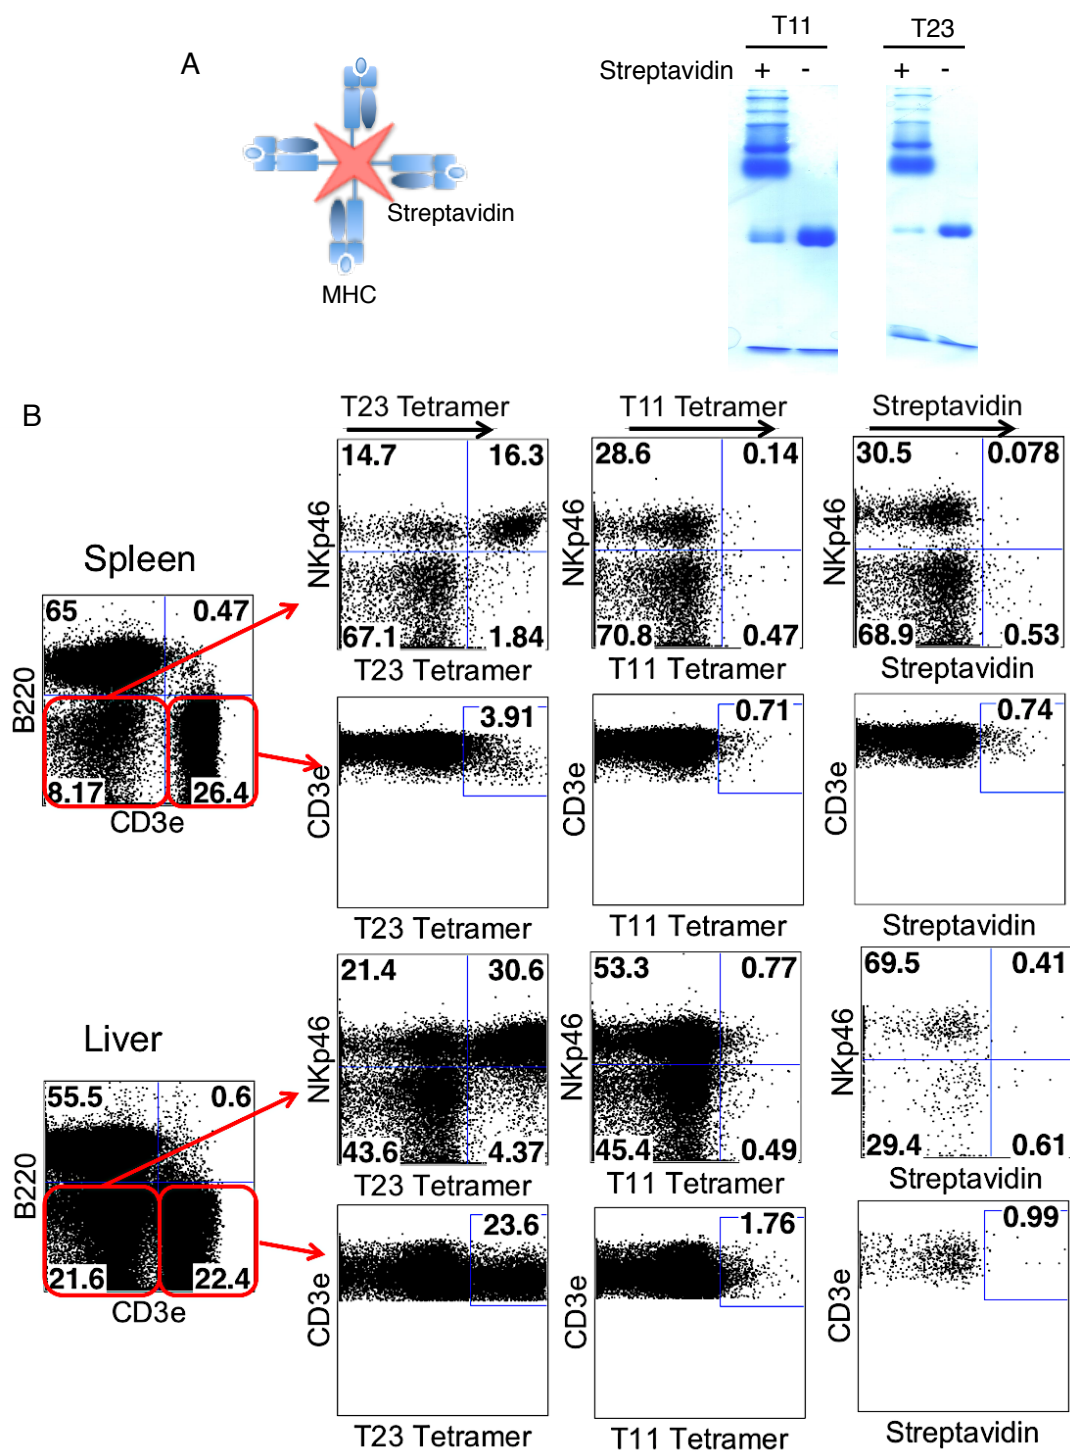 A
T11
T23
Streptavidin + - + -
Streptavidin
MHC
B
T23 Tetramer
T11 Tetramer
Streptavidin
14.7 16.3
28.6 0.14
30.5 0.078
NKp46
NKp46
NKp46
67.1 1.84
70.8 0.47
68.9 0.53
T23 Tetramer
T11 Tetramer
Streptavidin
Spleen
65 0.47
B220
8.17 26.4
CD3e
3.91
0.71
0.74
CD3e
CD3e
CD3e
T23 Tetramer
T11 Tetramer
Streptavidin
21.4 30.6
53.3 0.77
69.5 0.41
NKp46
NKp46
NKp46
43.6 4.37
45.4 0.49
29.4 0.61
T23 Tetramer
T11 Tetramer
Streptavidin
Liver
55.5 0.6
B220
21.6 22.4
CD3e
23.6
1.76
0.99
CD3e
CD3e
CD3e
T23 Tetramer
T11 Tetramer
Streptavidin